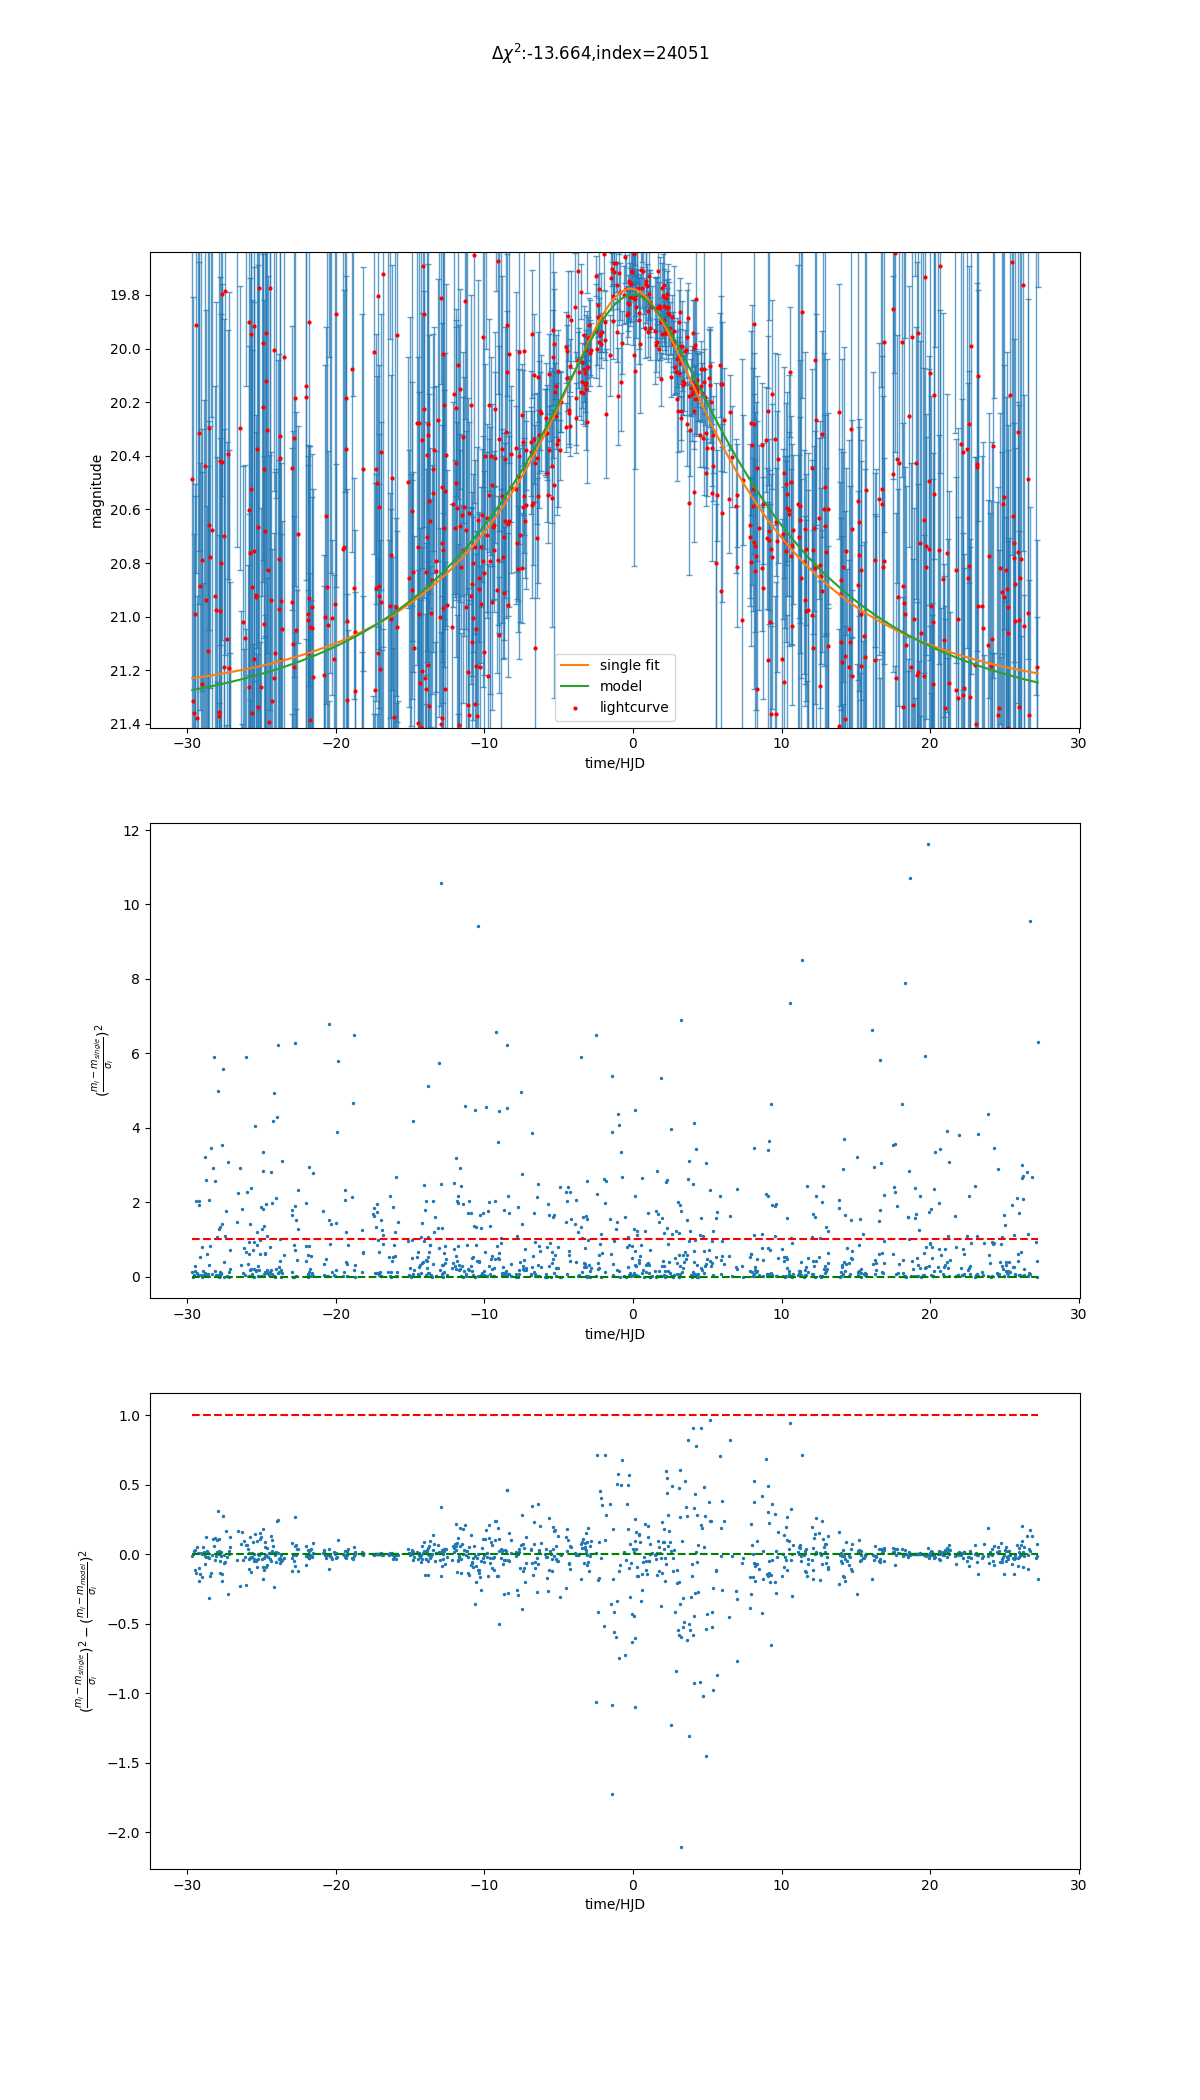 Δχ²:-13.664,index=24051
magnitude
19.8
20.0
20.2
20.4
20.6
20.8
21.0
21.2
21.4
single fit
model
lightcurve
−30 −20 −10 0 10 20 30
time/HJD
(m_i − m_single / σ_i)²
12
10
8
6
4
2
0
−30 −20 −10 0 10 20 30
time/HJD
(m_i − m_single / σ_i)² − (m_i − m_model / σ_i)²
1.0
0.5
0.0
−0.5
−1.0
−1.5
−2.0
−30 −20 −10 0 10 20 30
time/HJD